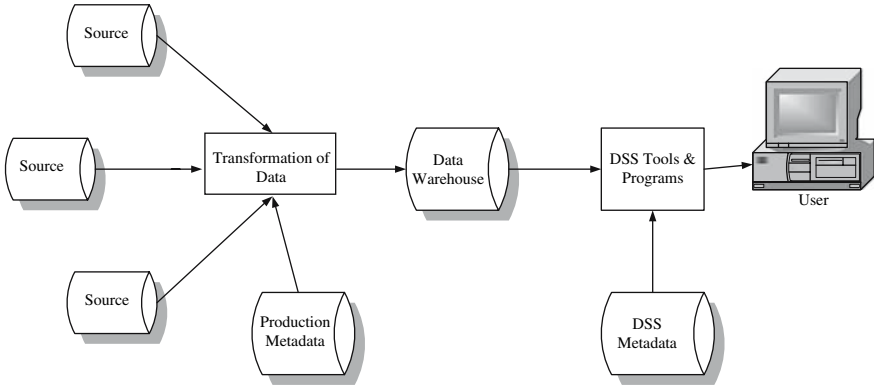 Source
Source
Transformation of
Data
Data
Warehouse
DSS Tools &
Programs
User
Source
Production
Metadata
DSS
Metadata